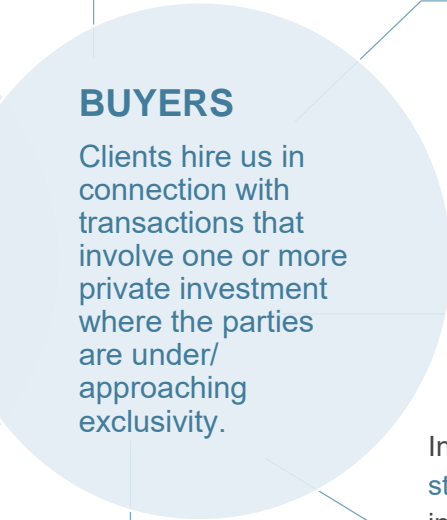 BUYERS
Clients hire us in
connection with
transactions that
involve one or more
private investment
where the parties
are under/
approaching
exclusivity.